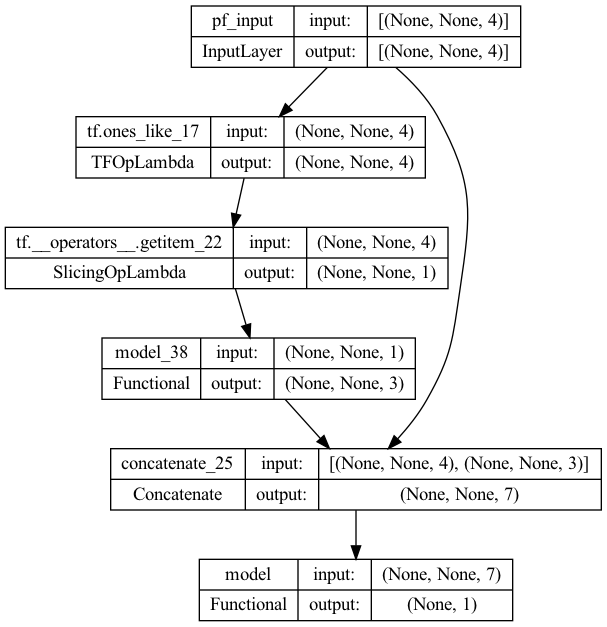 pf_input input: [(None, None, 4)]
InputLayer output: [(None, None, 4)]
tf.ones_like_17 input: (None, None, 4)
TFOpLambda output: (None, None, 4)
tf.__operators__.getitem_22 input: (None, None, 4)
SlicingOpLambda output: (None, None, 1)
model_38 input: (None, None, 1)
Functional output: (None, None, 3)
concatenate_25 input: [(None, None, 4), (None, None, 3)]
Concatenate output: (None, None, 7)
model input: (None, None, 7)
Functional output: (None, 1)